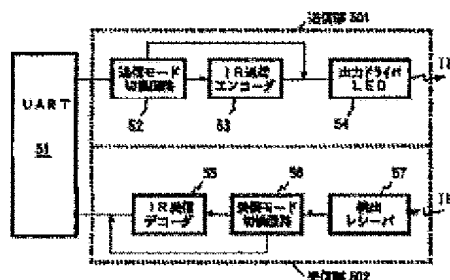 送信部 501
UART
51
送信モード
切替回路
52
IR送信
エンコーダ
53
出力ドライバ
LED
54
IR
55
IR受信
デコーダ
56
受信モード
切替回路
57
検出
レシーバ
IR
受信部 502